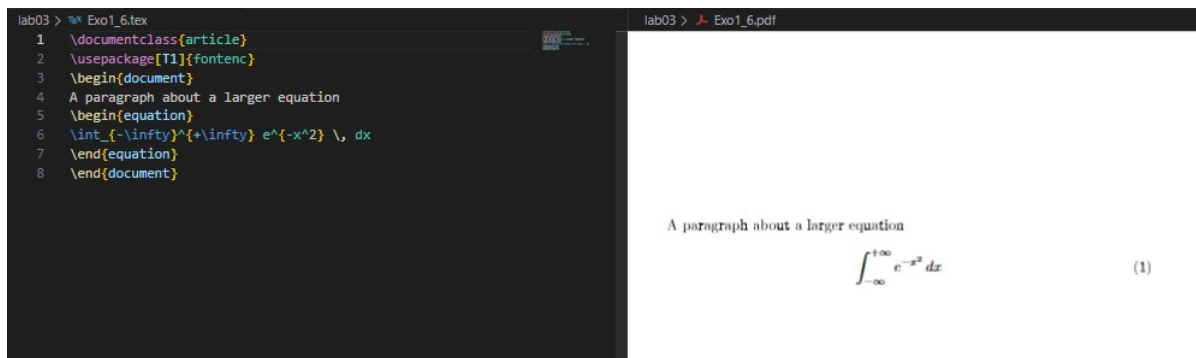 lab03 > TEX Exo1_6.tex
1 \documentclass{article}
2 \usepackage[T1]{fontenc}
3 \begin{document}
4 A paragraph about a larger equation
5 \begin{equation}
6 \int_{-\infty}^{+\infty} e^{-x^2} \, dx
7 \end{equation}
8 \end{document}
lab03 > Exo1_6.pdf
A paragraph about a larger equation
∫_{-∞}^{+∞} e^{-x^2} dx (1)